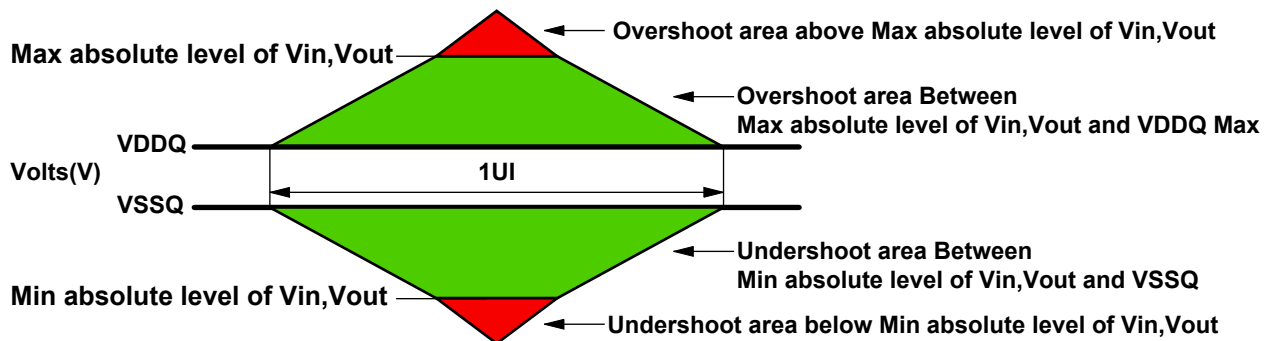 Overshoot area above Max absolute level of Vin,Vout
Max absolute level of Vin,Vout
Overshoot area Between
Max absolute level of Vin,Vout and VDDQ Max
VDDQ
Volts(V)
1UI
VSSQ
Undershoot area Between
Min absolute level of Vin,Vout and VSSQ
Min absolute level of Vin,Vout
Undershoot area below Min absolute level of Vin,Vout